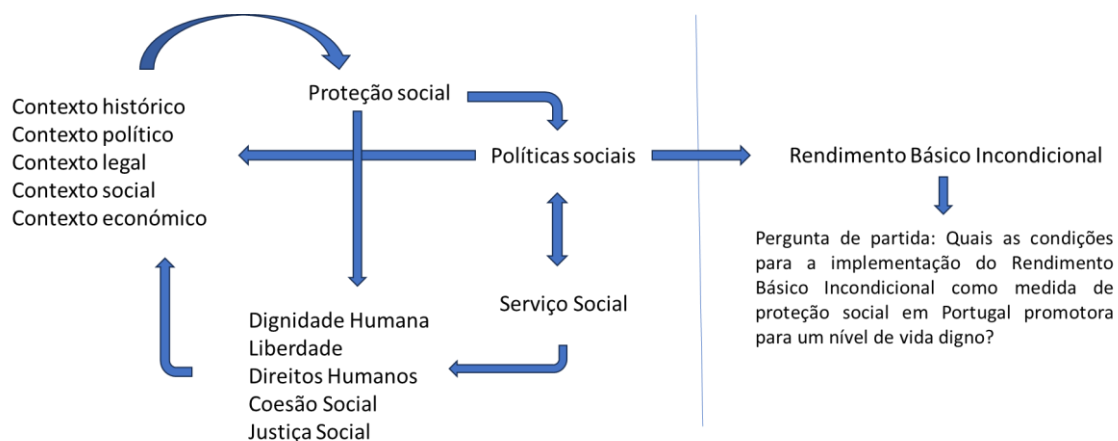 Contexto histórico
Contexto político
Contexto legal
Contexto social
Contexto económico
Proteção social
Políticas sociais
Serviço Social
Dignidade Humana
Liberdade
Direitos Humanos
Coesão Social
Justiça Social
Rendimento Básico Incondicional
Pergunta de partida: Quais as condições
para a implementação do Rendimento
Básico Incondicional como medida de
proteção social em Portugal promotora
para um nível de vida digno?